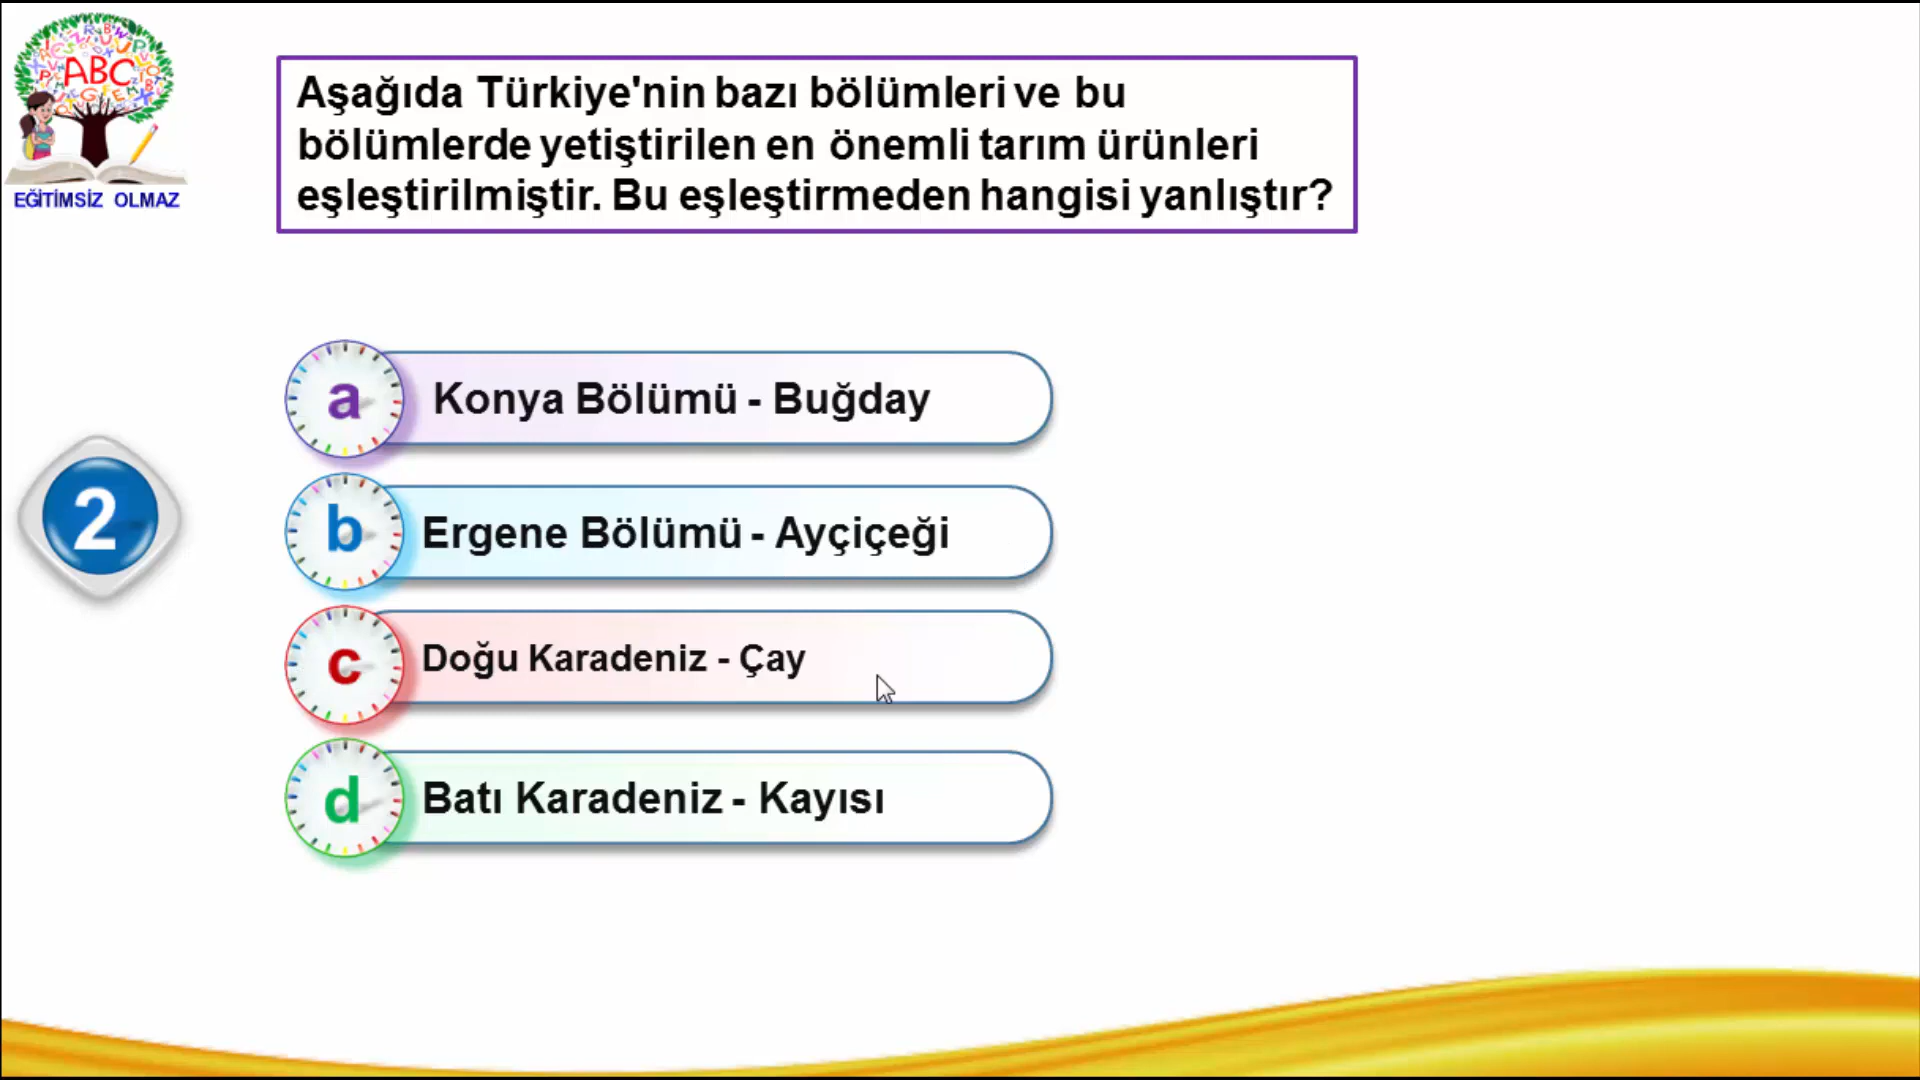 ABC
EĞİTİMSİZ OLMAZ
Aşağıda Türkiye'nin bazı bölümleri ve bu
bölümlerde yetiştirilen en önemli tarım ürünleri
eşleştirilmiştir. Bu eşleştirmeden hangisi yanlıştır?
2
a Konya Bölümü - Buğday
b Ergene Bölümü - Ayçiçeği
c Doğu Karadeniz - Çay
d Batı Karadeniz - Kayısı